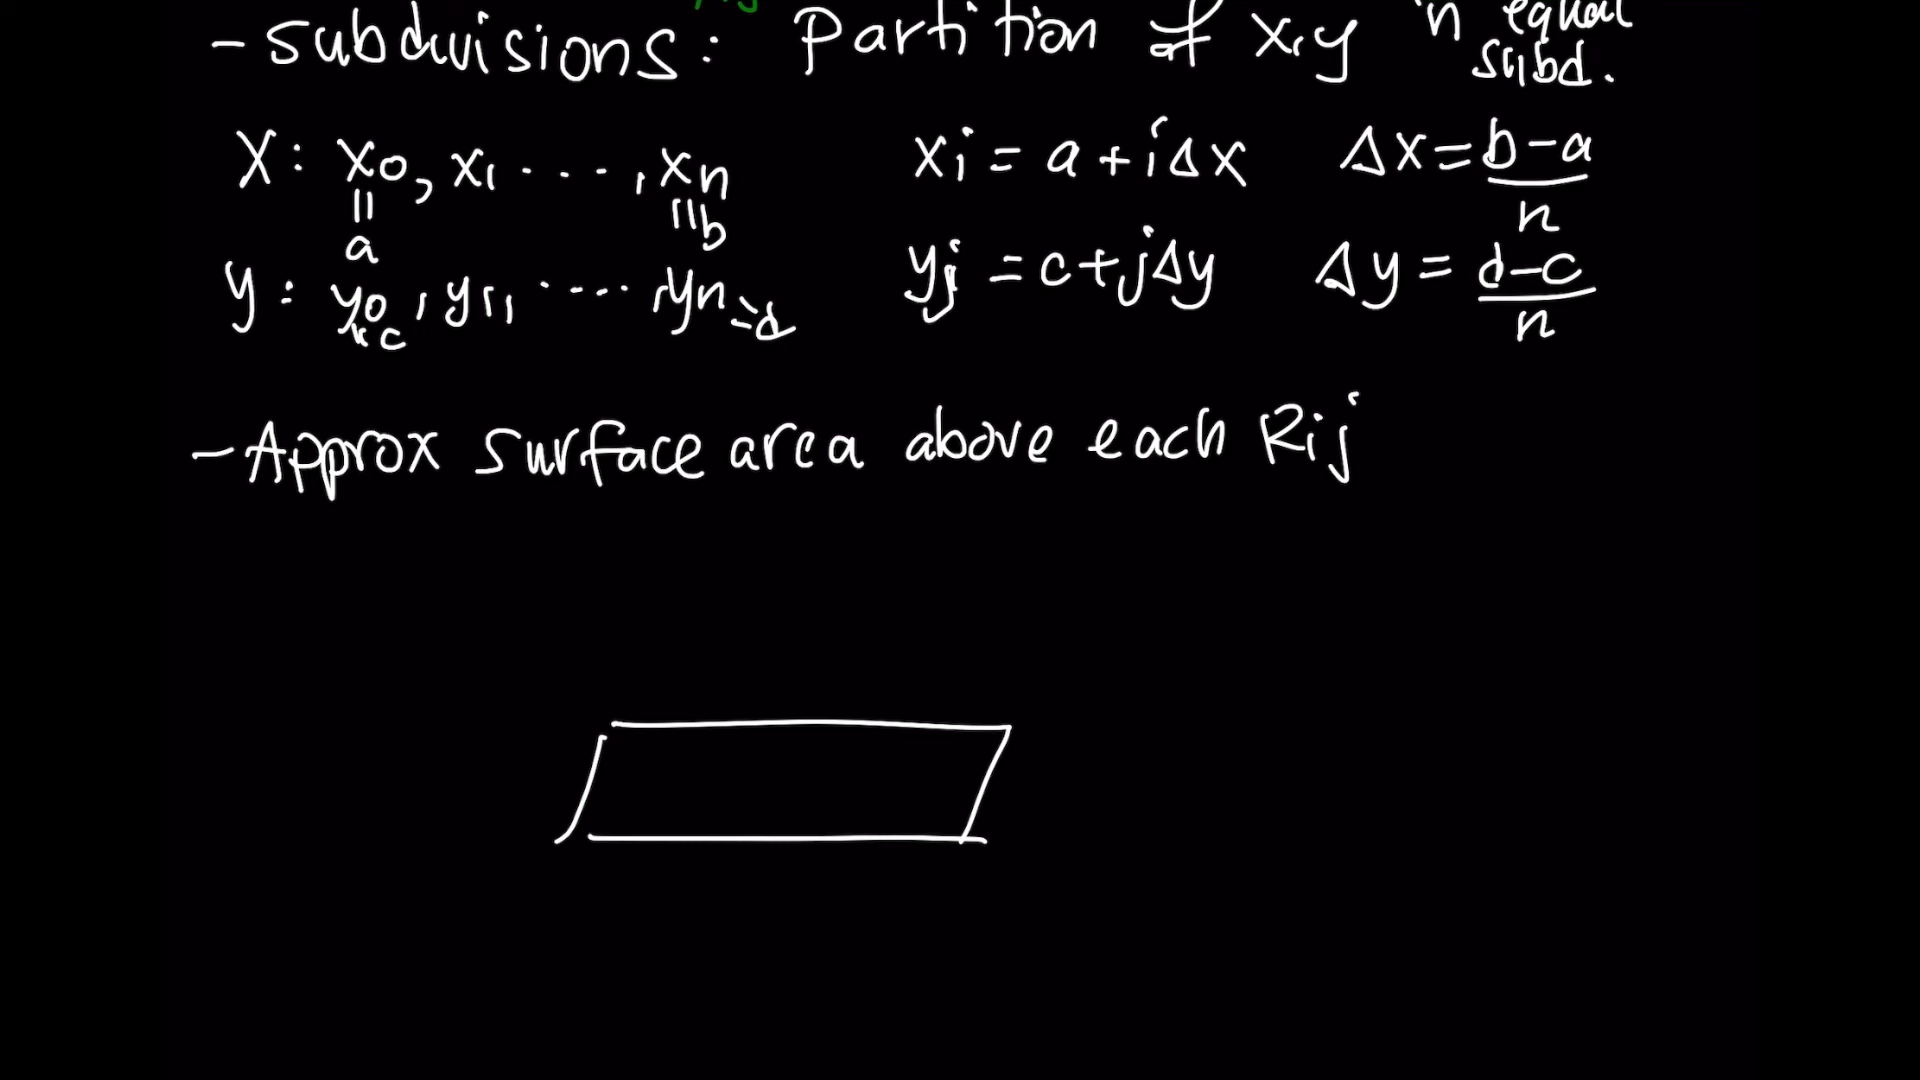 - subdivisions: Partition of x,y n equal subd.
X: x0, x1 ...., xn xi = a + iΔx Δx = b-a / n
= a = b
y: y0, y1, .... , yn = d yj = c + jΔy Δy = d-c / n
= c
- Approx surface area above each Rij